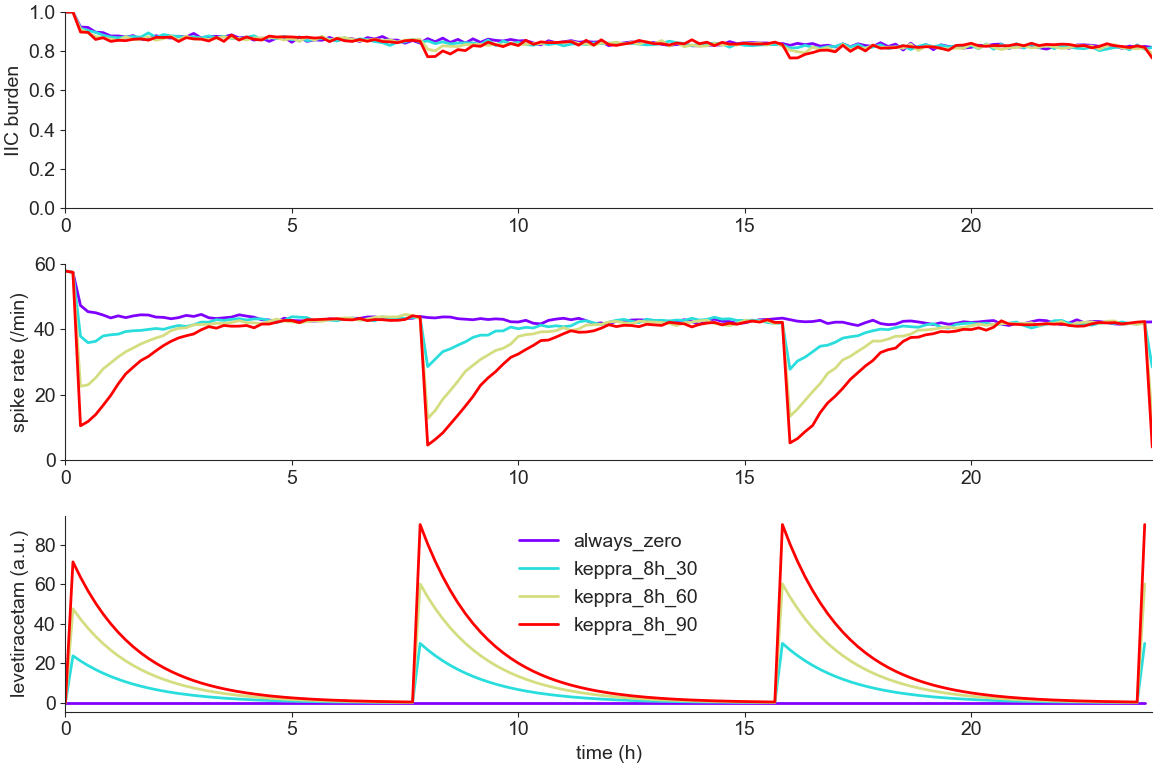 IIC burden
1.0
0.8
0.6
0.4
0.2
0.0
0 5 10 15 20
spike rate (/min)
60
40
20
0
0 5 10 15 20
levetiracetam (a.u.)
80
60
40
20
0
always_zero
keppra_8h_30
keppra_8h_60
keppra_8h_90
0 5 10 15 20
time (h)